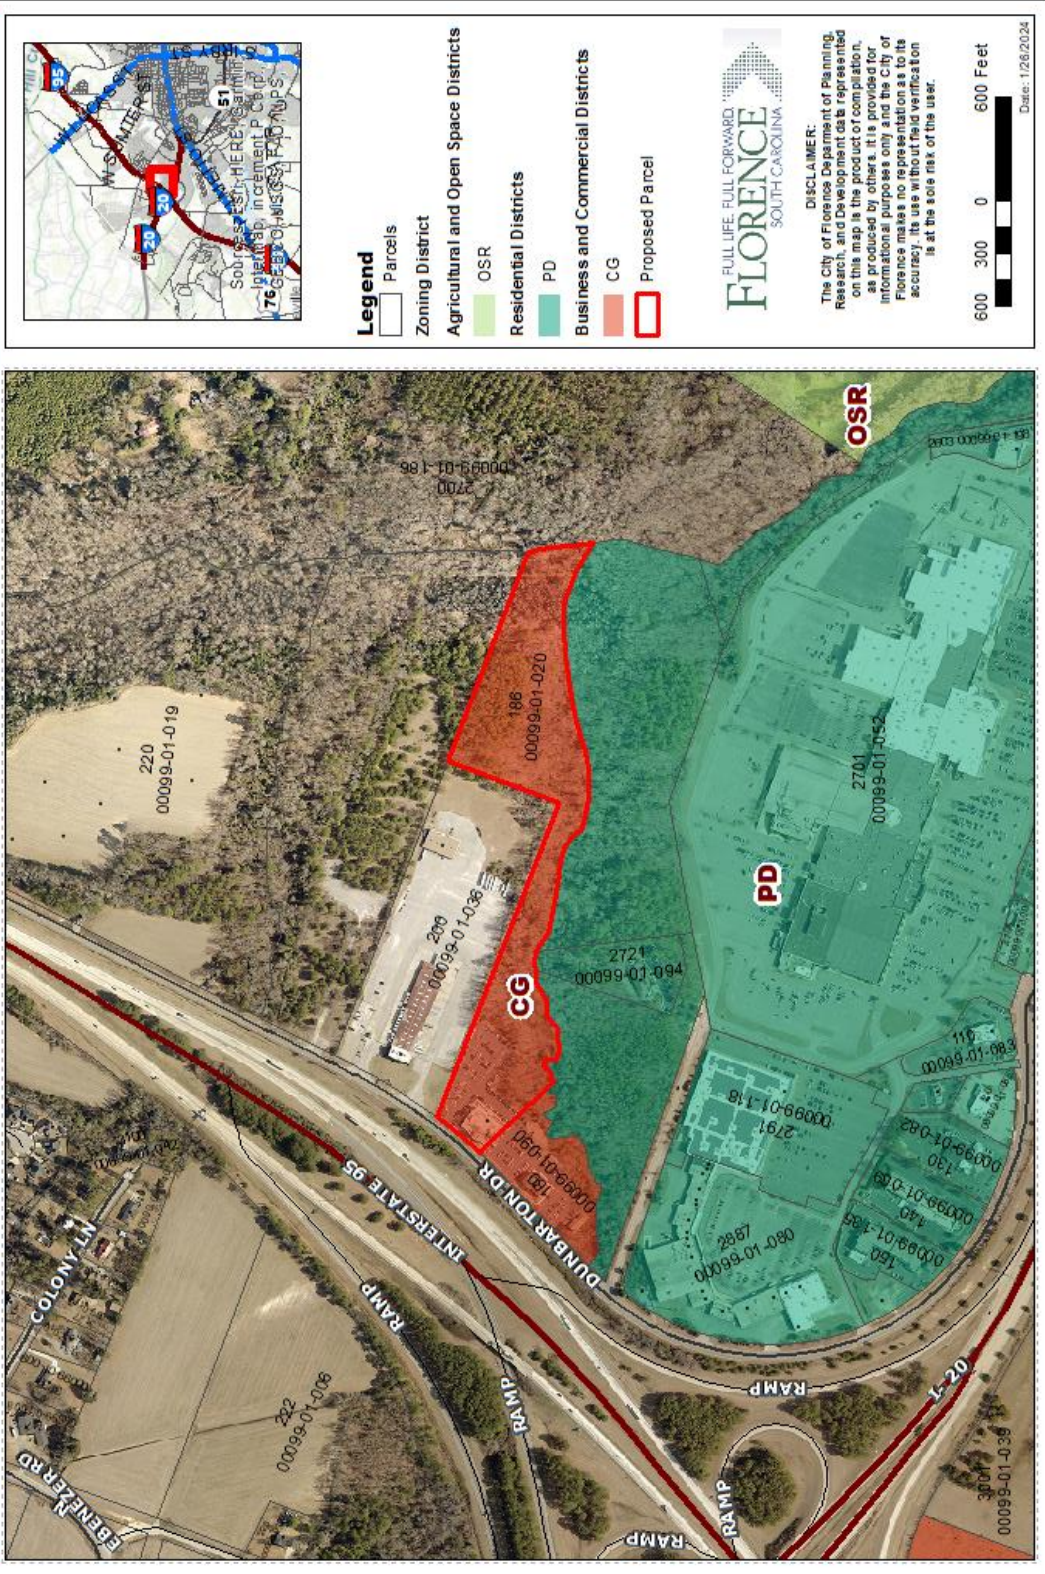 Legend
Parcels
Zoning District
Agricultural and Open Space Districts
OSR
Residential Districts
PD
Business and Commercial Districts
CG
Proposed Parcel
FULL LIFE. FULL FORWARD.
FLORENCE
SOUTH CAROLINA
DISCLAIMER:
The City of Florence Deparment of Planning,
Research, and Development data represented
on this map is the product of compilation,
as produced by others. It is provided for
informational purposes only and the City of
Florence makes no representation as to its
accuracy. Its use without field verification
is at the sole risk of the user.
600 300 0 600 Feet
Date: 1/26/2024
95
W SUMTER ST
51
20
20
76
N
EBENEZER RD
COLONY LN
222
00099-01-006
RAMP
INTERSTATE 95
RAMP
DUNBARTON DR
RAMP
RAMP
RAMP
I-20
00099-01-039
220
00099-01-019
200
00099-01-036
186
00099-01-020
CG
180
00099-01-090
2700
00099-01-186
OSR
2721
00099-01-094
PD
2701
00099-01-052
2791
00099-01-118
2887
00099-01-080
110
00099-01-083
130
00099-01-082
140
150